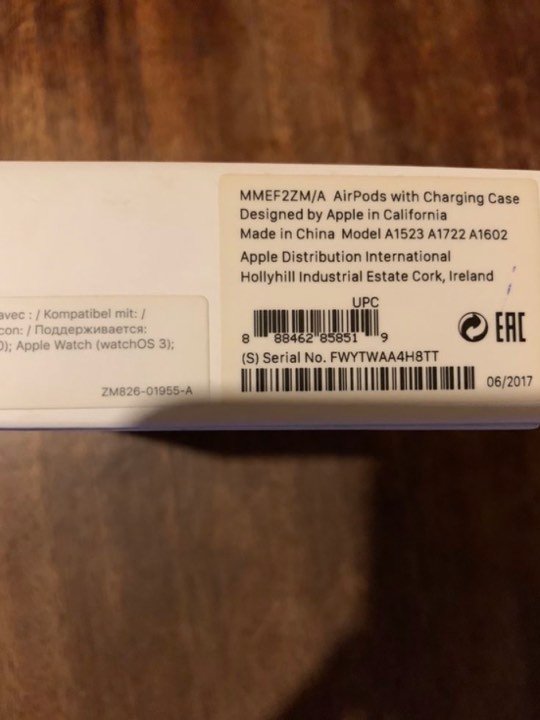 MMEF2ZM/A AirPods with Charging Case
Designed by Apple in California
Made in China Model A1523 A1722 A1602
Apple Distribution International
Hollyhill Industrial Estate Cork, Ireland
UPC
8 88462 85851 9
EAC
(S) Serial No. FWYTWAA4H8TT
06/2017
avec : / Kompatibel mit: /
con: / Поддерживается:
0); Apple Watch (watchOS 3);
ZM826-01955-A